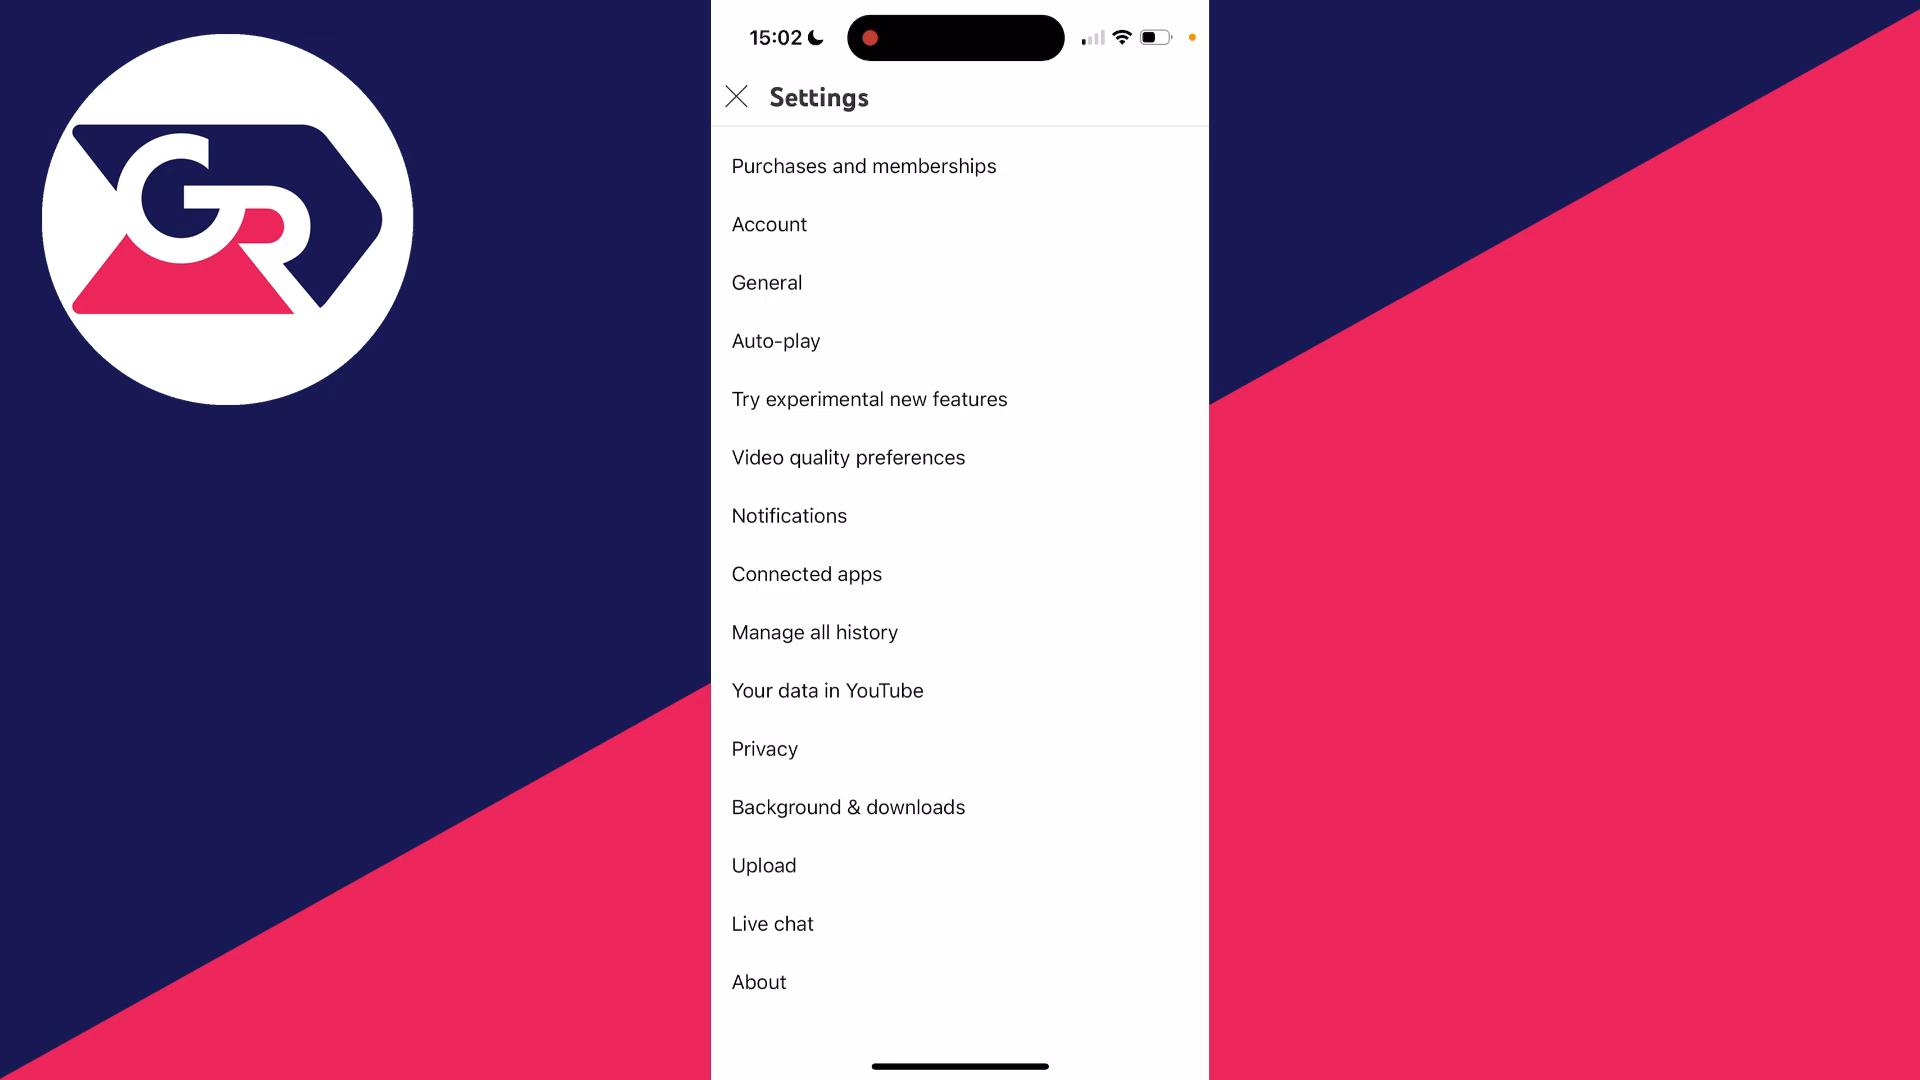 GR
15:02
Settings
Purchases and memberships
Account
General
Auto-play
Try experimental new features
Video quality preferences
Notifications
Connected apps
Manage all history
Your data in YouTube
Privacy
Background & downloads
Upload
Live chat
About